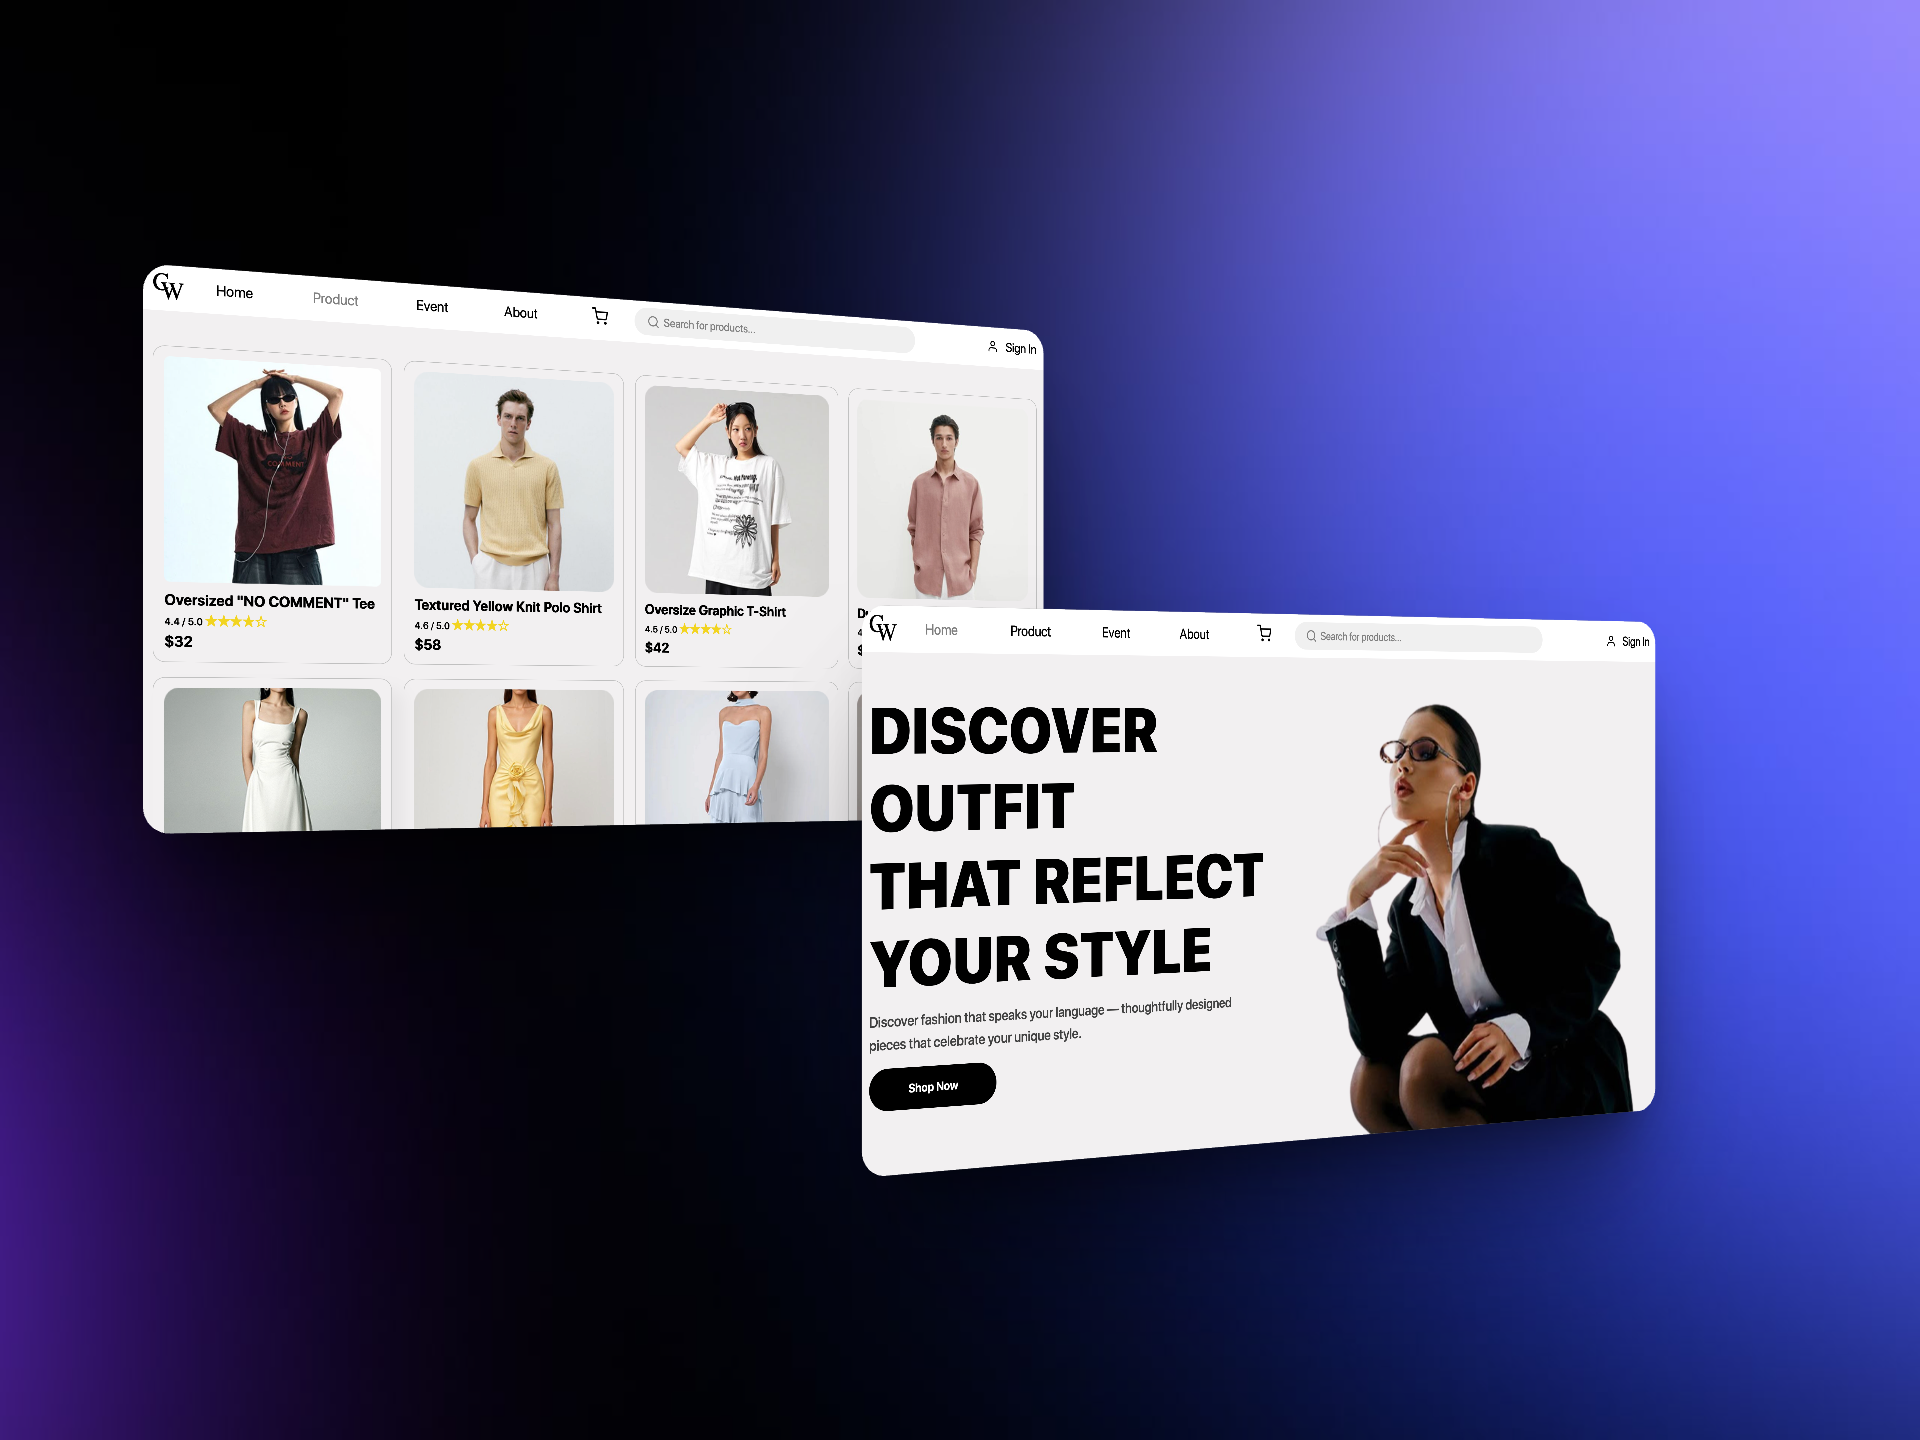 GW Home Product Event About Search for products... Sign In
COMMENT
Oversized "NO COMMENT" Tee
4.4 / 5.0 ★★★★☆
$32
Textured Yellow Knit Polo Shirt
4.6 / 5.0 ★★★★☆
$58
Oversize Graphic T-Shirt
4.5 / 5.0 ★★★★☆
$42
GW Home Product Event About Search for products... Sign In
DISCOVER
OUTFIT
THAT REFLECT
YOUR STYLE
Discover fashion that speaks your language — thoughtfully designed
pieces that celebrate your unique style.
Shop Now